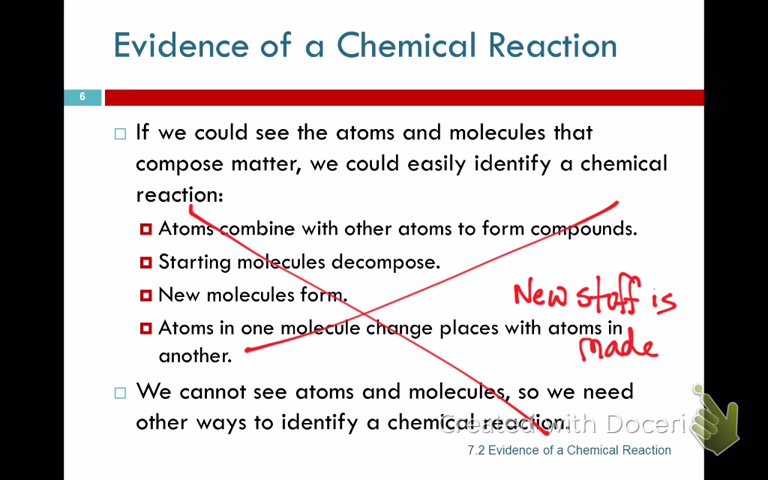 Evidence of a Chemical Reaction
6
If we could see the atoms and molecules that
compose matter, we could easily identify a chemical
reaction:
Atoms combine with other atoms to form compounds.
Starting molecules decompose.
New molecules form.
Atoms in one molecule change places with atoms in
another.
New stuff is
made
We cannot see atoms and molecules, so we need
other ways to identify a chemical reaction.
Created with Doceri
7.2 Evidence of a Chemical Reaction